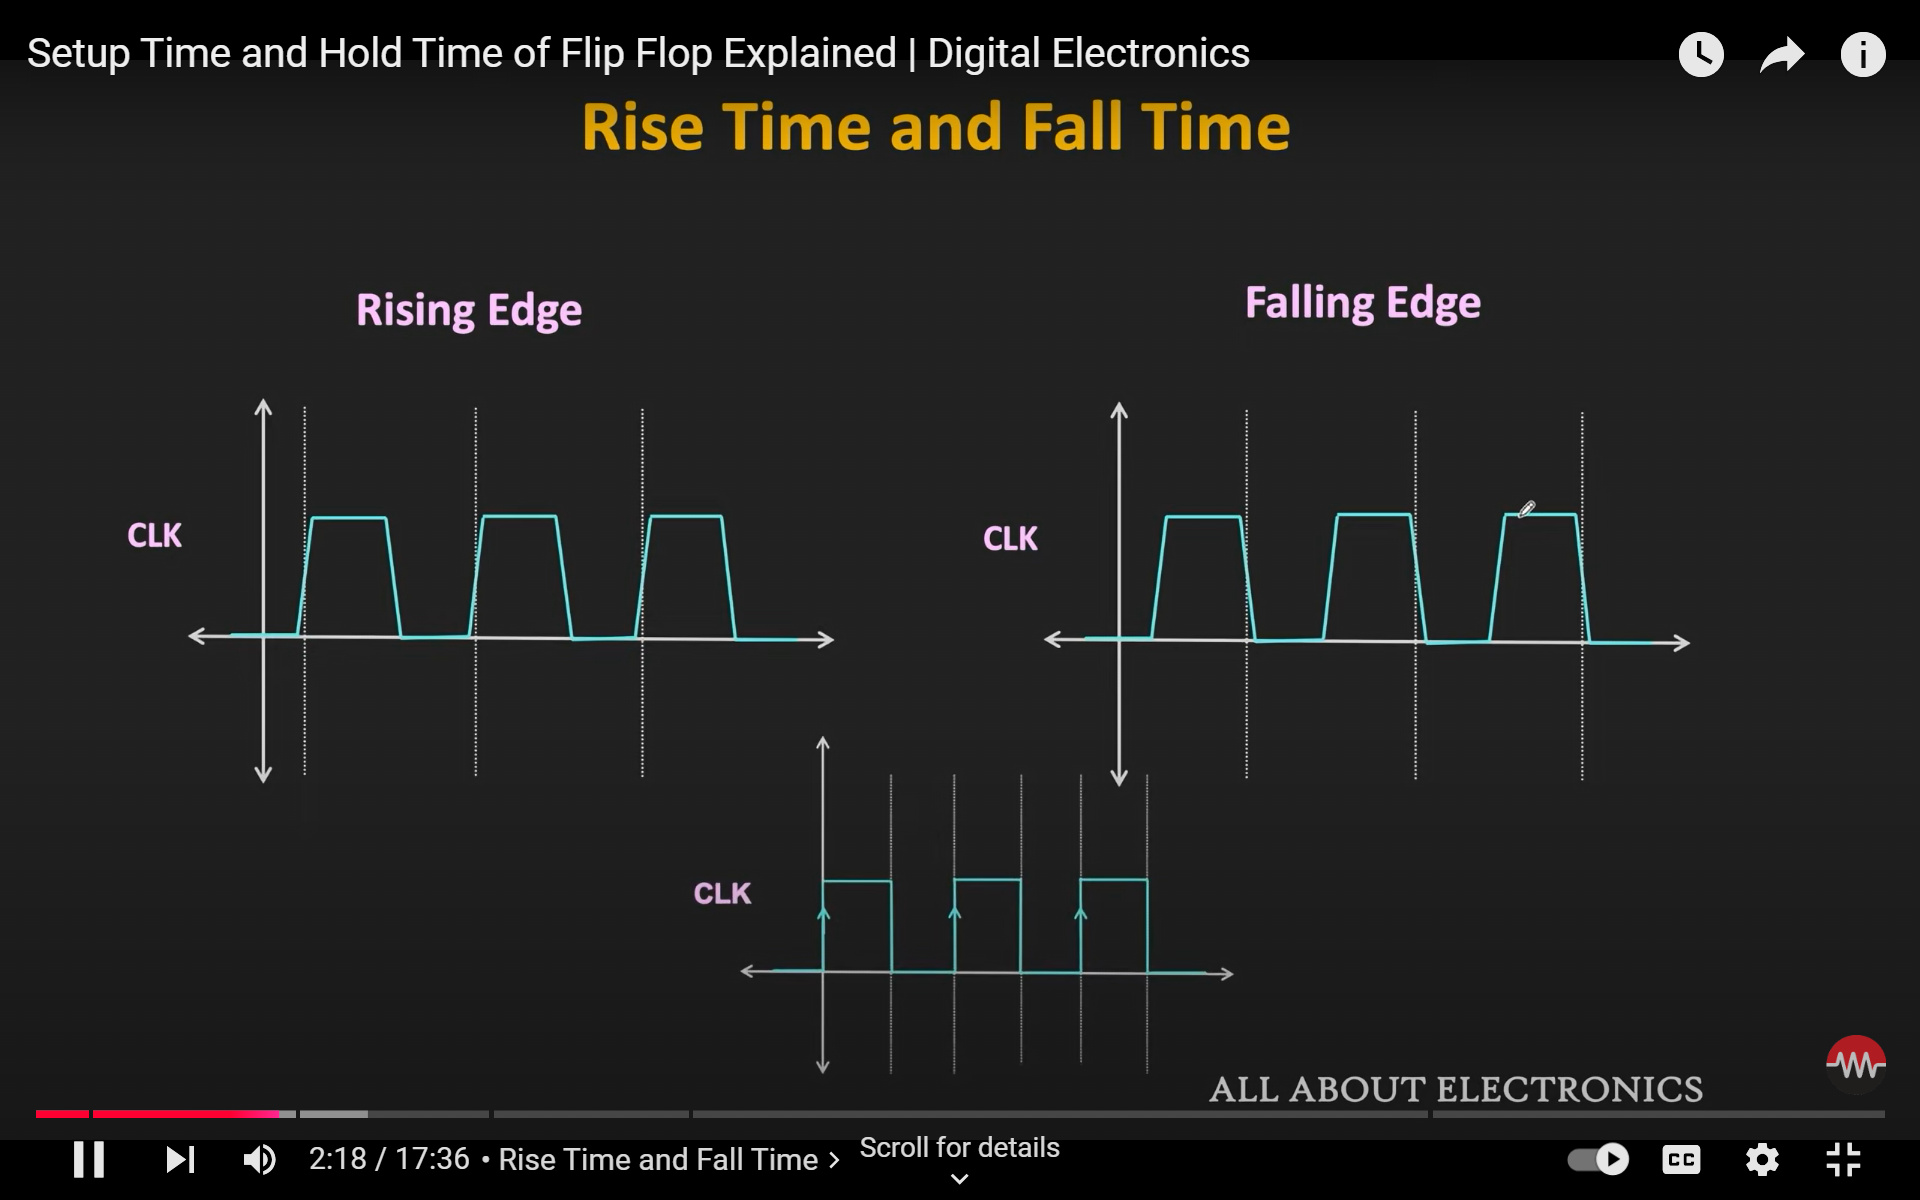 Setup Time and Hold Time of Flip Flop Explained | Digital Electronics
Rise Time and Fall Time
Rising Edge
Falling Edge
CLK
CLK
CLK
ALL ABOUT ELECTRONICS
2:18 / 17:36 • Rise Time and Fall Time >
Scroll for details
CC